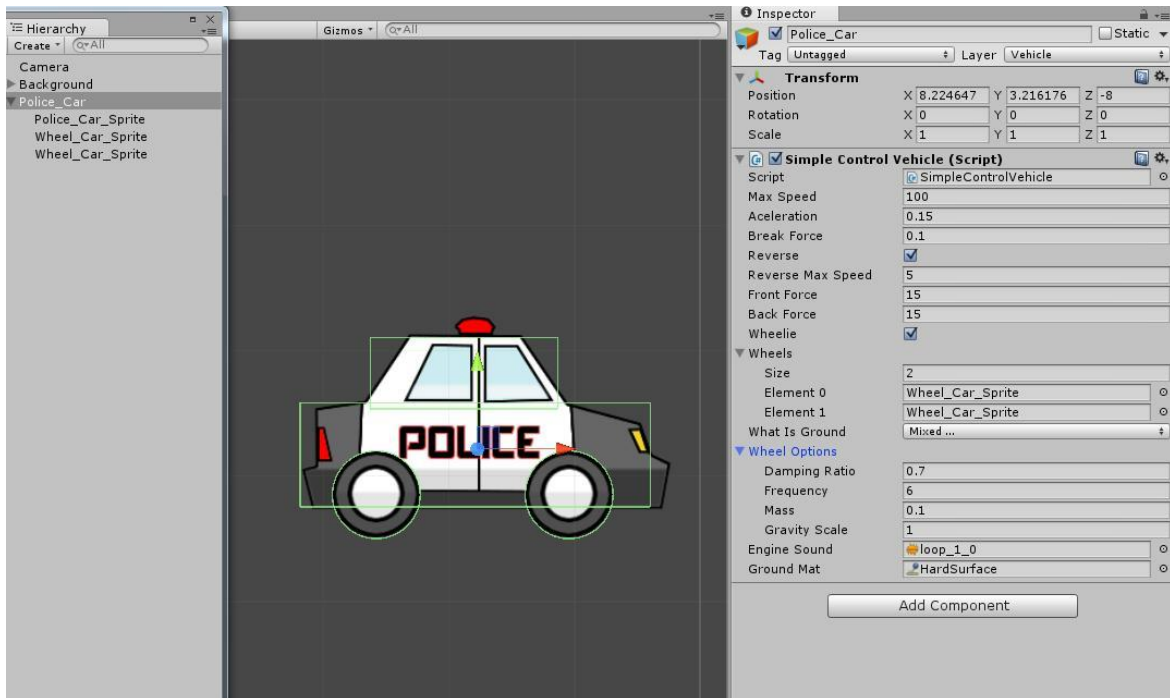 Hierarchy
Create All
Camera
Background
Police_Car
Police_Car_Sprite
Wheel_Car_Sprite
Wheel_Car_Sprite
Gizmos All
POLICE
Inspector
Police_Car Static
Tag Untagged Layer Vehicle
Transform
Position X 8.224647 Y 3.216176 Z -8
Rotation X 0 Y 0 Z 0
Scale X 1 Y 1 Z 1
Simple Control Vehicle (Script)
Script SimpleControlVehicle
Max Speed 100
Aceleration 0.15
Break Force 0.1
Reverse
Reverse Max Speed 5
Front Force 15
Back Force 15
Wheelie
Wheels
Size 2
Element 0 Wheel_Car_Sprite
Element 1 Wheel_Car_Sprite
What Is Ground Mixed ...
Wheel Options
Damping Ratio 0.7
Frequency 6
Mass 0.1
Gravity Scale 1
Engine Sound loop_1_0
Ground Mat HardSurface
Add Component